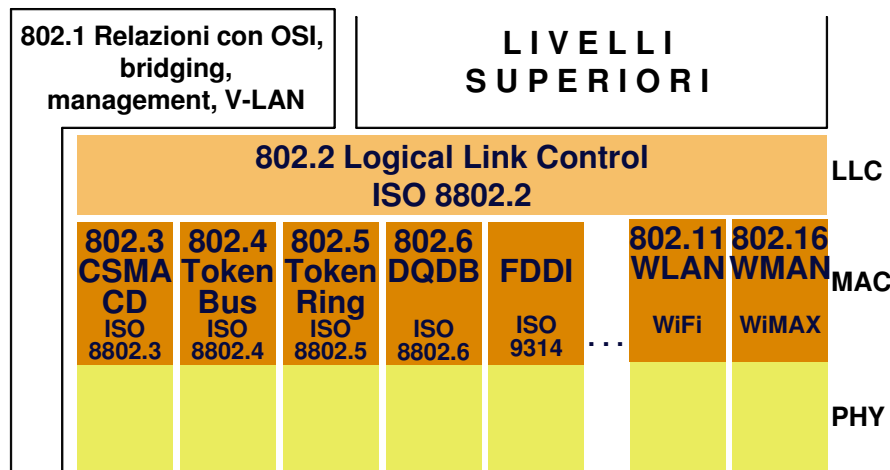 802.1 Relazioni con OSI,
bridging,
management, V-LAN
L I V E L L I
S U P E R I O R I
802.2 Logical Link Control
ISO 8802.2
LLC
802.3
CSMA
CD
ISO
8802.3
802.4
Token
Bus
ISO
8802.4
802.5
Token
Ring
ISO
8802.5
802.6
DQDB
ISO
8802.6
FDDI
ISO
9314
. . .
802.11
WLAN
WiFi
802.16
WMAN
WiMAX
MAC
PHY